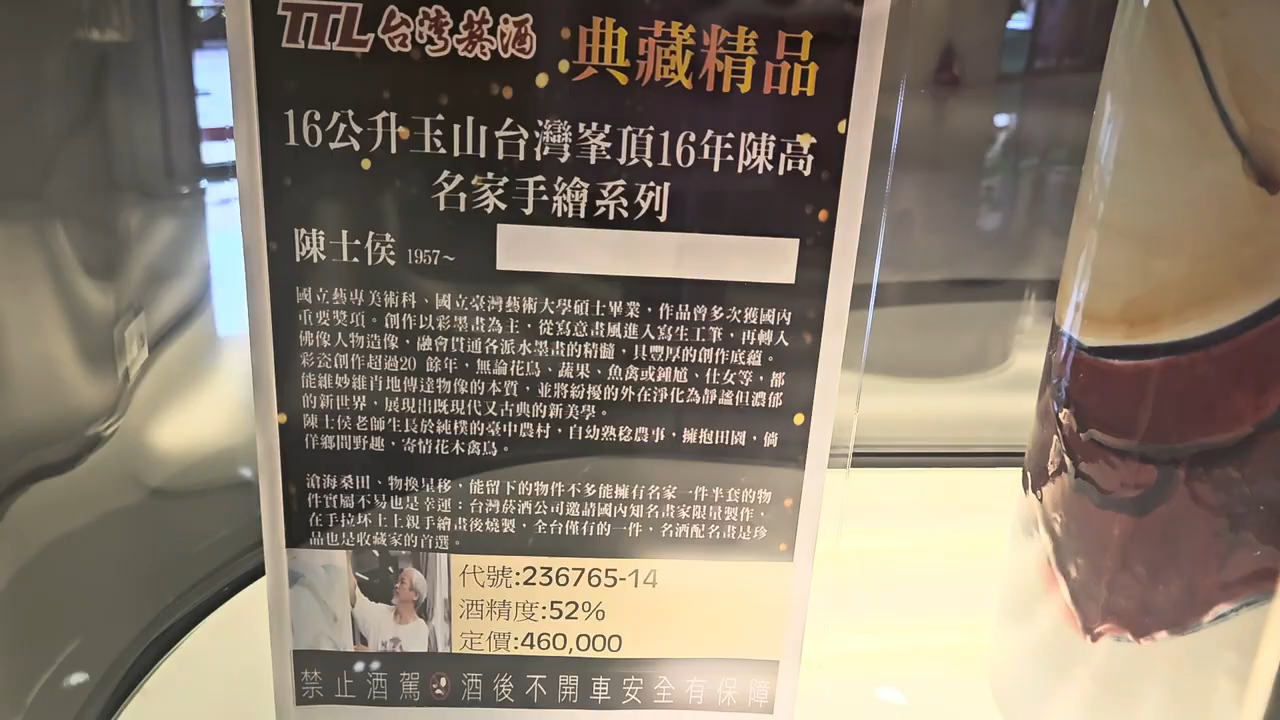 TTL台灣菸酒 典藏精品
16公升玉山台灣峯頂16年陳高
名家手繪系列
陳士侯 1957~
國立藝專美術科、國立臺灣藝術大學碩士畢業，作品曾多次獲國內
重要獎項。創作以彩墨畫為主，從寫意畫風進入寫生工筆，再轉入
佛像人物造像，融會貫通各派水墨畫的精髓，具豐厚的創作底蘊。
彩瓷創作超過20 餘年，無論花鳥、蔬果、魚禽或鍾馗、仕女等，都
能維妙維肖地傳達物像的本質，並將紛擾的外在淨化為靜謐但濃郁
的新世界，展現出既現代又古典的新美學。
陳士侯老師生長於純樸的臺中農村，自幼熟稔農事，擁抱田園，徜
徉鄉間野趣，寄情花木禽鳥。
滄海桑田、物換星移，能留下的物件不多能擁有名家一件半套的物
件實屬不易也是幸運；台灣菸酒公司邀請國內知名畫家限量製作，
在手拉坏土上親手繪畫後燒製，全台僅有的一件，名酒配名畫是珍
品也是收藏家的首選。
代號:236765-14
酒精度:52%
定價:460,000
禁止酒駕 酒後不開車安全有保障